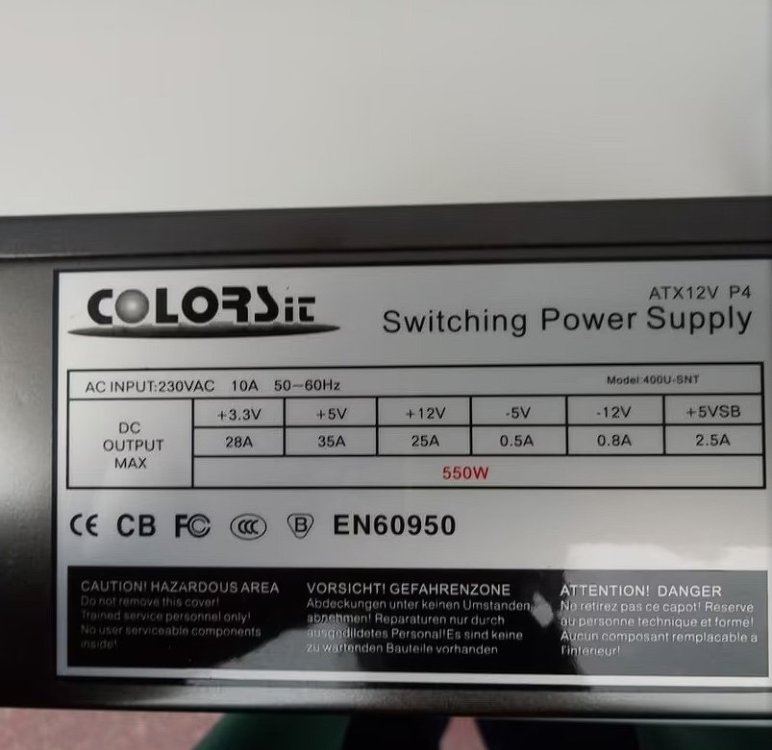 COLORSit
ATX12V P4
Switching Power Supply
AC INPUT:230VAC 10A 50-60Hz Model:400U-SNT
DC OUTPUT MAX
+3.3V +5V +12V -5V -12V +5VSB
28A 35A 25A 0.5A 0.8A 2.5A
550W
CE CB FC CCC B EN60950
CAUTION! HAZARDOUS AREA
Do not remove this cover!
Trained service personnel only!
No user serviceable components
inside!
VORSICHT! GEFAHRENZONE
Abdeckungen unter keinen Umstanden
abnehmen! Reparaturen nur durch
ausgedildetes Personal!Es sind keine
zu wartenden Bauteile vorhanden
ATTENTION! DANGER
No retirez pas ce capot! Reserve
au personne technique et forme!
Aucun composant remplacable a
l'interieur!